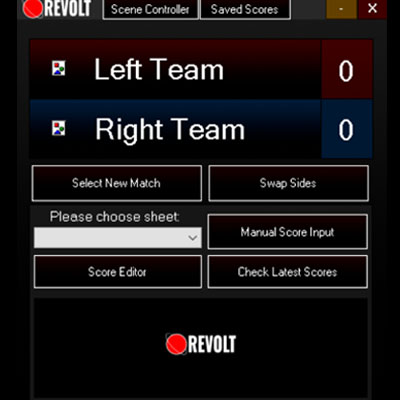 REVOLT Scene Controller Saved Scores - X
Left Team 0
Right Team 0
Select New Match Swap Sides
Please choose sheet:
Manual Score Input
Score Editor Check Latest Scores
REVOLT